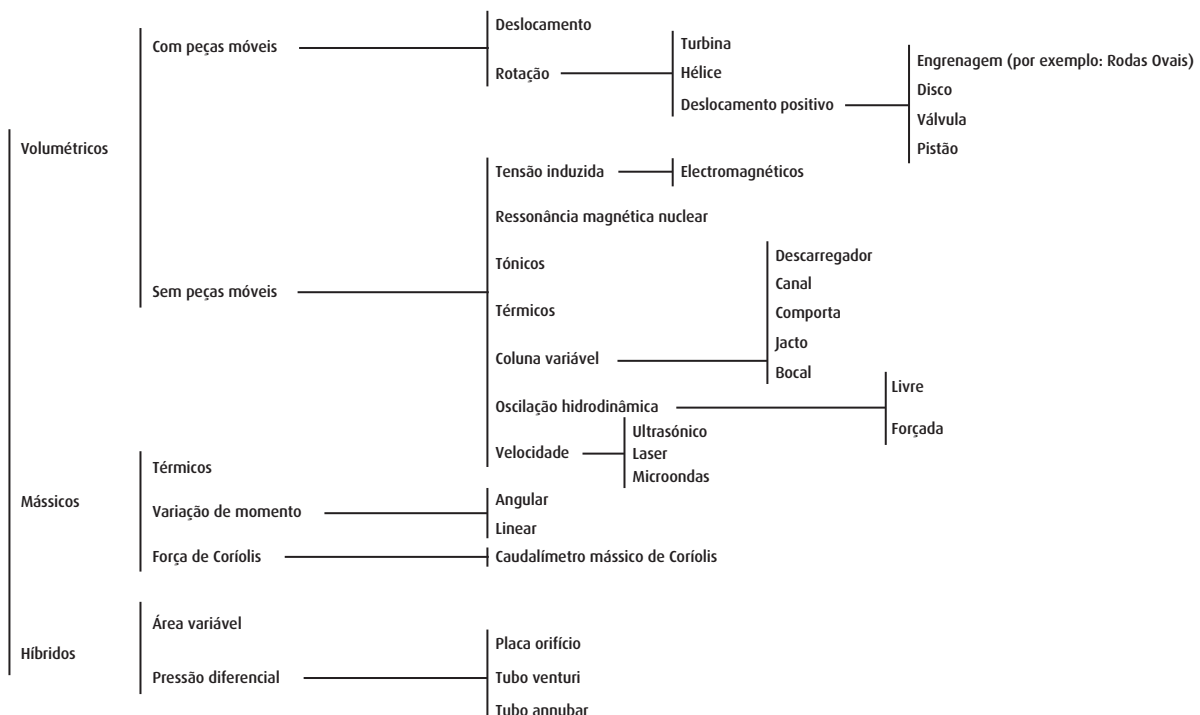 Volumétricos
Com peças móveis
Deslocamento
Rotação
Turbina
Hélice
Deslocamento positivo
Engrenagem (por exemplo: Rodas Ovais)
Disco
Válvula
Pistão
Sem peças móveis
Tensão induzida
Electromagnéticos
Ressonância magnética nuclear
Tónicos
Térmicos
Coluna variável
Descarregador
Canal
Comporta
Jacto
Bocal
Oscilação hidrodinâmica
Livre
Forçada
Velocidade
Ultrasónico
Laser
Microondas
Mássicos
Térmicos
Variação de momento
Angular
Linear
Força de Coríolis
Caudalímetro mássico de Coríolis
Híbridos
Área variável
Pressão diferencial
Placa orifício
Tubo venturi
Tubo annubar